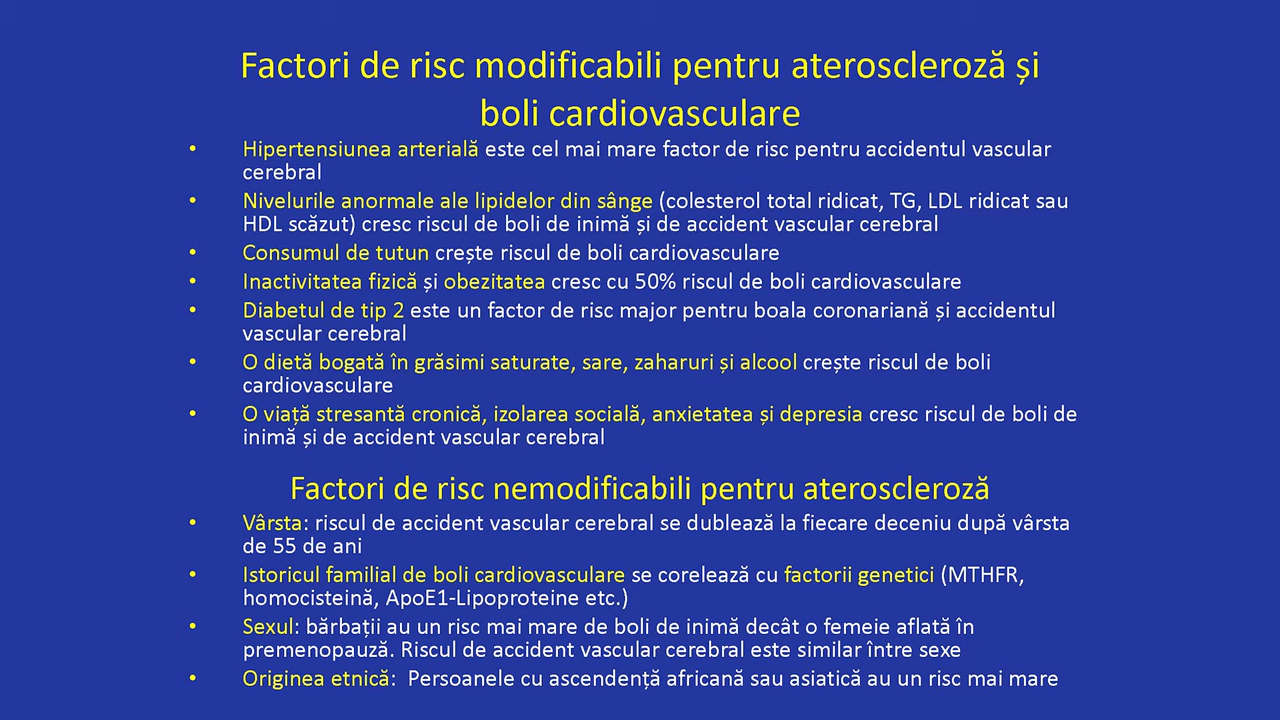 Factori de risc modificabili pentru ateroscleroză și
boli cardiovasculare
• Hipertensiunea arterială este cel mai mare factor de risc pentru accidentul vascular
cerebral
• Nivelurile anormale ale lipidelor din sânge (colesterol total ridicat, TG, LDL ridicat sau
HDL scăzut) cresc riscul de boli de inimă și de accident vascular cerebral
• Consumul de tutun crește riscul de boli cardiovasculare
• Inactivitatea fizică și obezitatea cresc cu 50% riscul de boli cardiovasculare
• Diabetul de tip 2 este un factor de risc major pentru boala coronariană și accidentul
vascular cerebral
• O dietă bogată în grăsimi saturate, sare, zaharuri și alcool crește riscul de boli
cardiovasculare
• O viață stresantă cronică, izolarea socială, anxietatea și depresia cresc riscul de boli de
inimă și de accident vascular cerebral
Factori de risc nemodificabili pentru ateroscleroză
• Vârsta: riscul de accident vascular cerebral se dublează la fiecare deceniu după vârsta
de 55 de ani
• Istoricul familial de boli cardiovasculare se corelează cu factorii genetici (MTHFR,
homocisteină, ApoE1-Lipoproteine etc.)
• Sexul: bărbații au un risc mai mare de boli de inimă decât o femeie aflată în
premenopauză. Riscul de accident vascular cerebral este similar între sexe
• Originea etnică: Persoanele cu ascendență africană sau asiatică au un risc mai mare